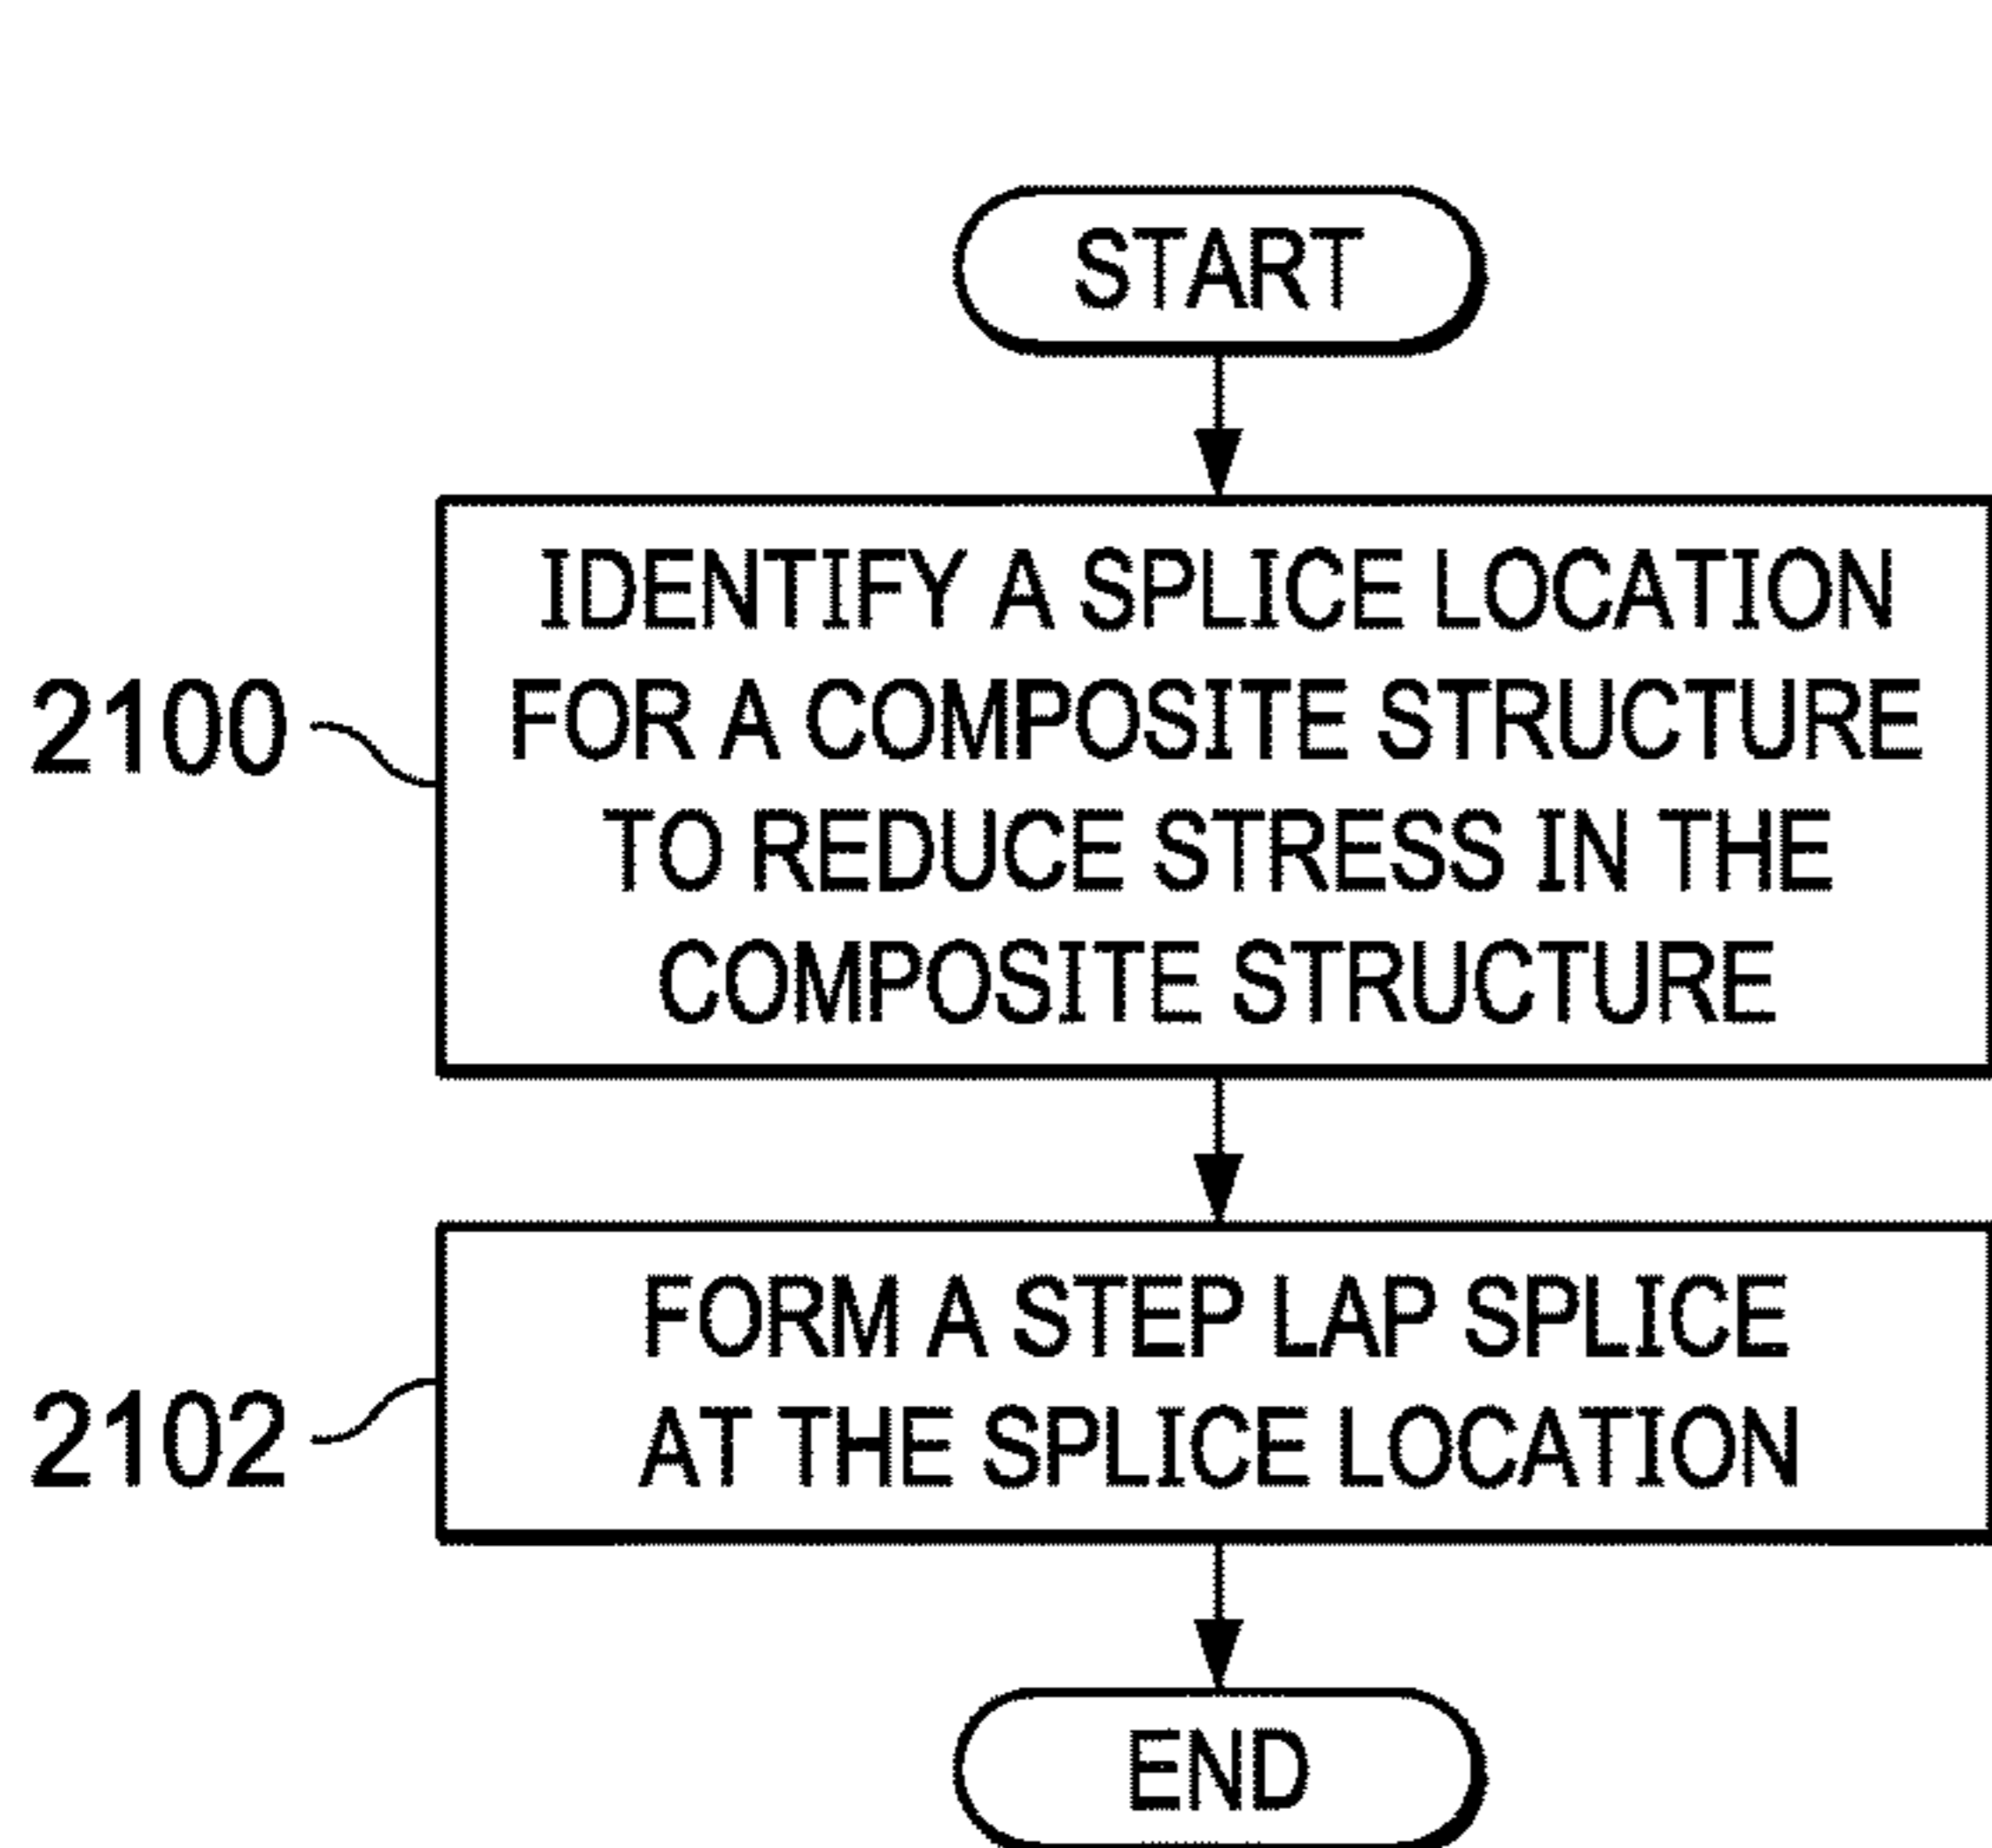 START
IDENTIFY A SPLICE LOCATION
FOR A COMPOSITE STRUCTURE
2100
TO REDUCE STRESS IN THE
COMPOSITE STRUCTURE
FORM A STEP LAP SPLICE
2102
AT THE SPLICE LOCATION
END